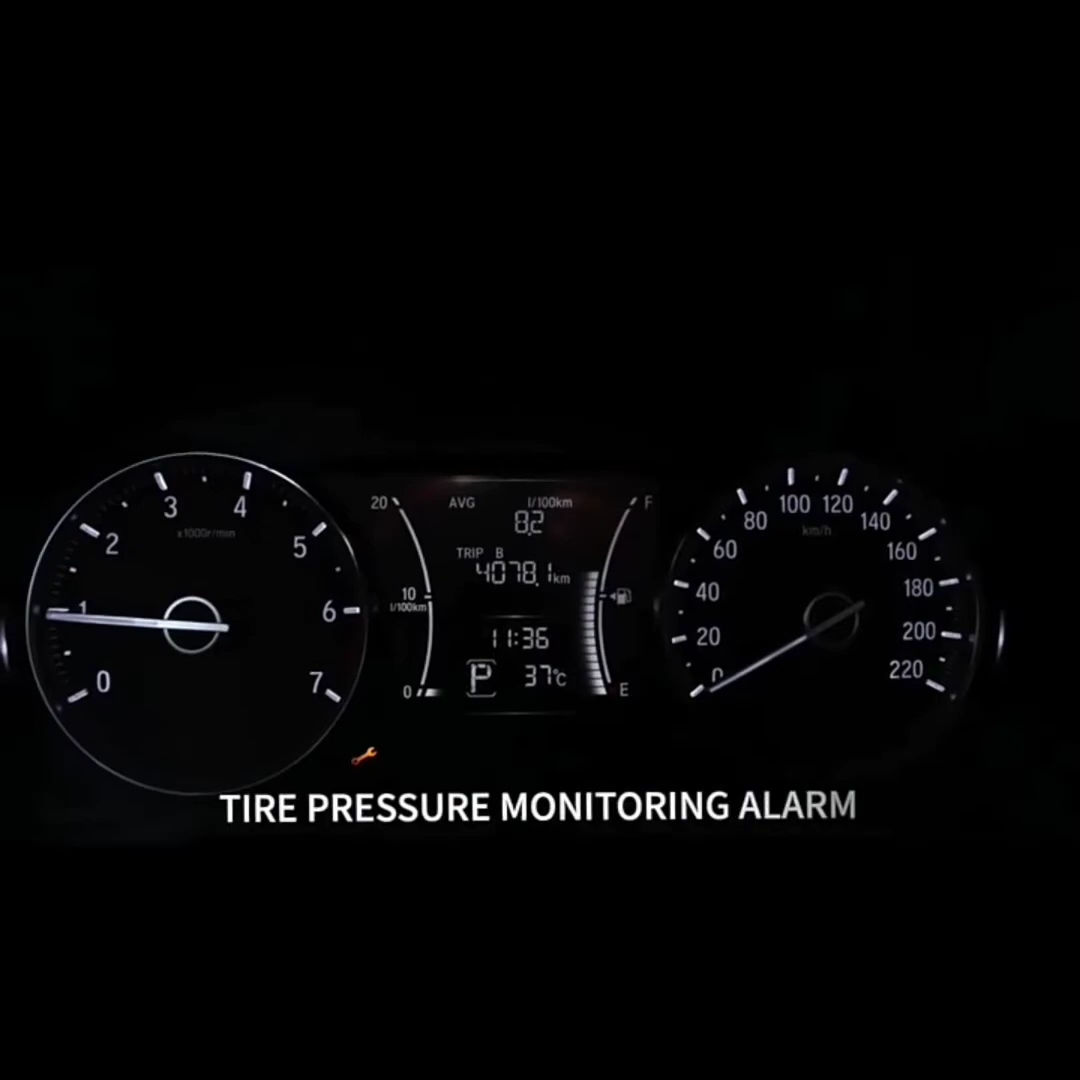 0
1
2
3
4
5
6
7
x1000r/min
20
10
l/100km
0
AVG l/100km
8.2
TRIP B
4078.1km
11:36
P 37°C
F
E
0
20
40
60
80
100
120
140
160
180
200
220
km/h
TIRE PRESSURE MONITORING ALARM